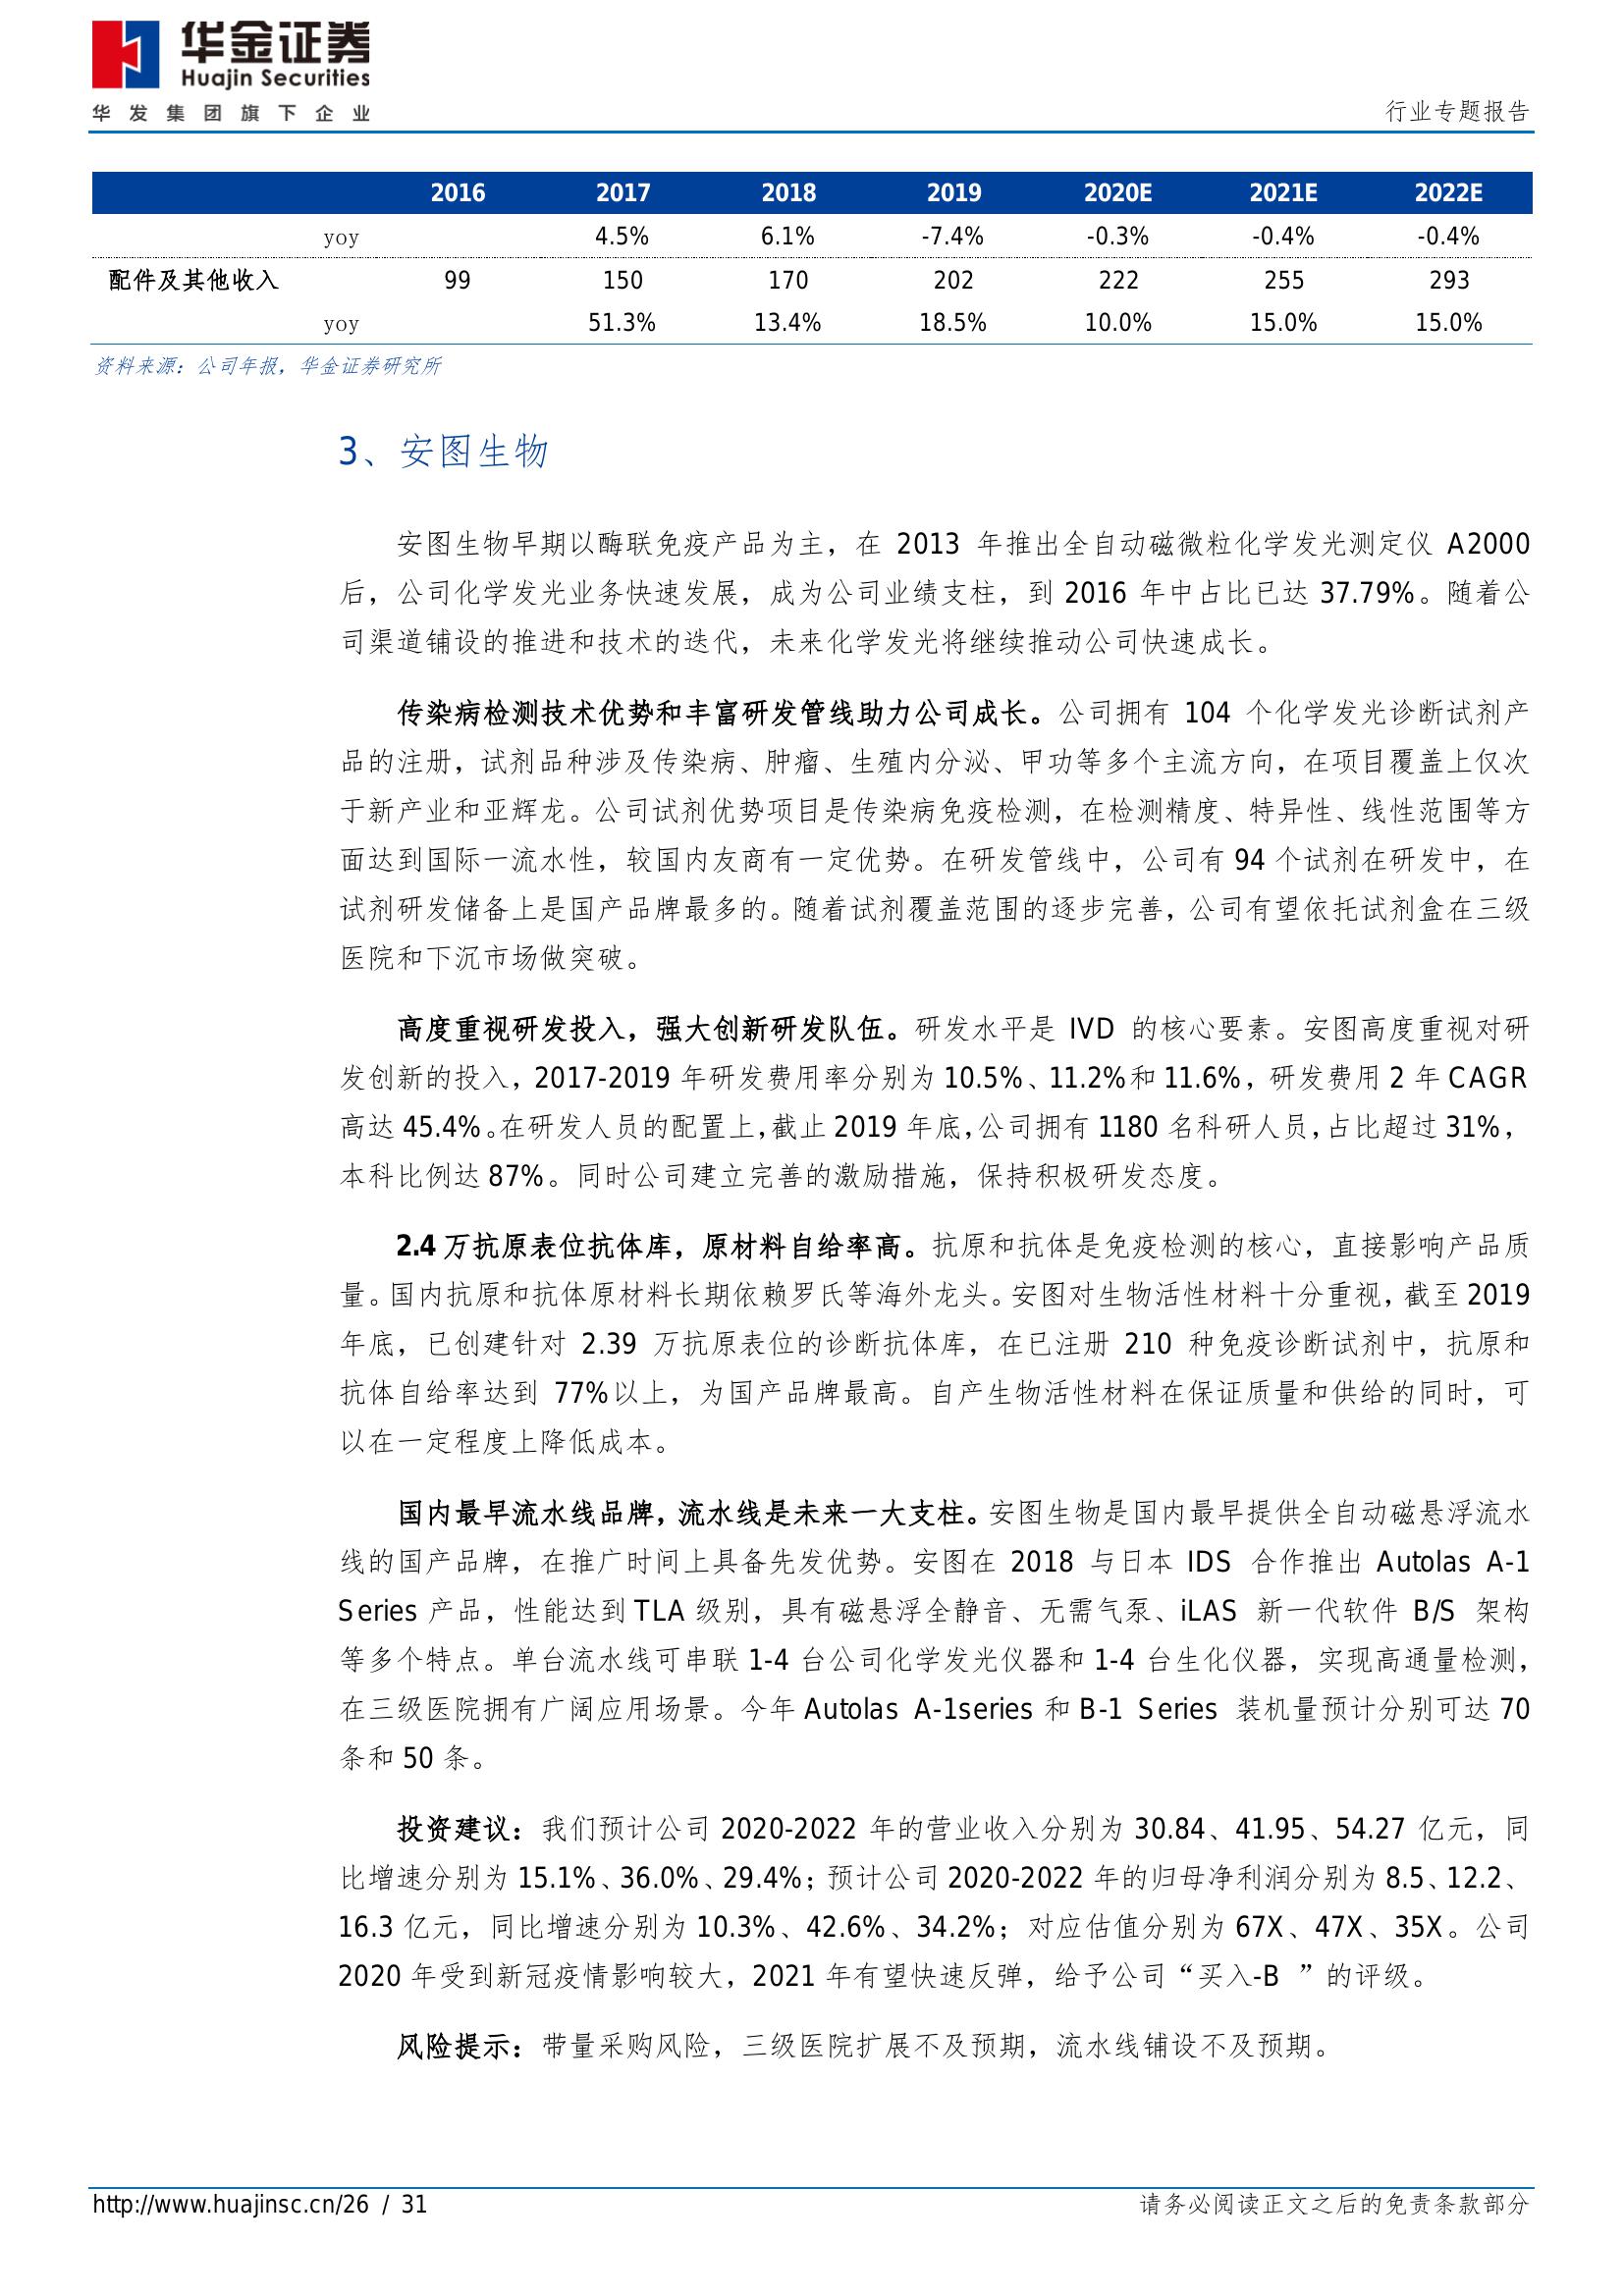 华金证券
Huajin Securities
华发集团旗下企业
行业专题报告
2016 2017 2018 2019 2020E 2021E 2022E
yoy 4.5% 6.1% -7.4% -0.3% -0.4% -0.4%
配件及其他收入 99 150 170 202 222 255 293
yoy 51.3% 13.4% 18.5% 10.0% 15.0% 15.0%
资料来源：公司年报，华金证券研究所
3、安图生物
安图生物早期以酶联免疫产品为主，在 2013 年推出全自动磁微粒化学发光测定仪 A2000
后，公司化学发光业务快速发展，成为公司业绩支柱，到 2016 年中占比已达 37.79%。随着公
司渠道铺设的推进和技术的迭代，未来化学发光将继续推动公司快速成长。
传染病检测技术优势和丰富研发管线助力公司成长。公司拥有 104 个化学发光诊断试剂产
品的注册，试剂品种涉及传染病、肿瘤、生殖内分泌、甲功等多个主流方向，在项目覆盖上仅次
于新产业和亚辉龙。公司试剂优势项目是传染病免疫检测，在检测精度、特异性、线性范围等方
面达到国际一流水性，较国内友商有一定优势。在研发管线中，公司有 94 个试剂在研发中，在
试剂研发储备上是国产品牌最多的。随着试剂覆盖范围的逐步完善，公司有望依托试剂盒在三级
医院和下沉市场做突破。
高度重视研发投入，强大创新研发队伍。研发水平是 IVD 的核心要素。安图高度重视对研
发创新的投入，2017-2019 年研发费用率分别为 10.5%、11.2%和 11.6%，研发费用 2 年 CAGR
高达 45.4%。在研发人员的配置上，截止 2019 年底，公司拥有 1180 名科研人员，占比超过 31%，
本科比例达 87%。同时公司建立完善的激励措施，保持积极研发态度。
2.4 万抗原表位抗体库，原材料自给率高。抗原和抗体是免疫检测的核心，直接影响产品质
量。国内抗原和抗体原材料长期依赖罗氏等海外龙头。安图对生物活性材料十分重视，截至 2019
年底，已创建针对 2.39 万抗原表位的诊断抗体库，在已注册 210 种免疫诊断试剂中，抗原和
抗体自给率达到 77%以上，为国产品牌最高。自产生物活性材料在保证质量和供给的同时，可
以在一定程度上降低成本。
国内最早流水线品牌，流水线是未来一大支柱。安图生物是国内最早提供全自动磁悬浮流水
线的国产品牌，在推广时间上具备先发优势。安图在 2018 与日本 IDS 合作推出 Autolas A-1
Series 产品，性能达到 TLA 级别，具有磁悬浮全静音、无需气泵、iLAS 新一代软件 B/S 架构
等多个特点。单台流水线可串联 1-4 台公司化学发光仪器和 1-4 台生化仪器，实现高通量检测，
在三级医院拥有广阔应用场景。今年 Autolas A-1series 和 B-1 Series 装机量预计分别可达 70
条和 50 条。
投资建议：我们预计公司 2020-2022 年的营业收入分别为 30.84、41.95、54.27 亿元，同
比增速分别为 15.1%、36.0%、29.4%；预计公司 2020-2022 年的归母净利润分别为 8.5、12.2、
16.3 亿元，同比增速分别为 10.3%、42.6%、34.2%；对应估值分别为 67X、47X、35X。公司
2020 年受到新冠疫情影响较大，2021 年有望快速反弹，给予公司“买入-B ”的评级。
风险提示：带量采购风险，三级医院扩展不及预期，流水线铺设不及预期。
http://www.huajinsc.cn/26 / 31
请务必阅读正文之后的免责条款部分